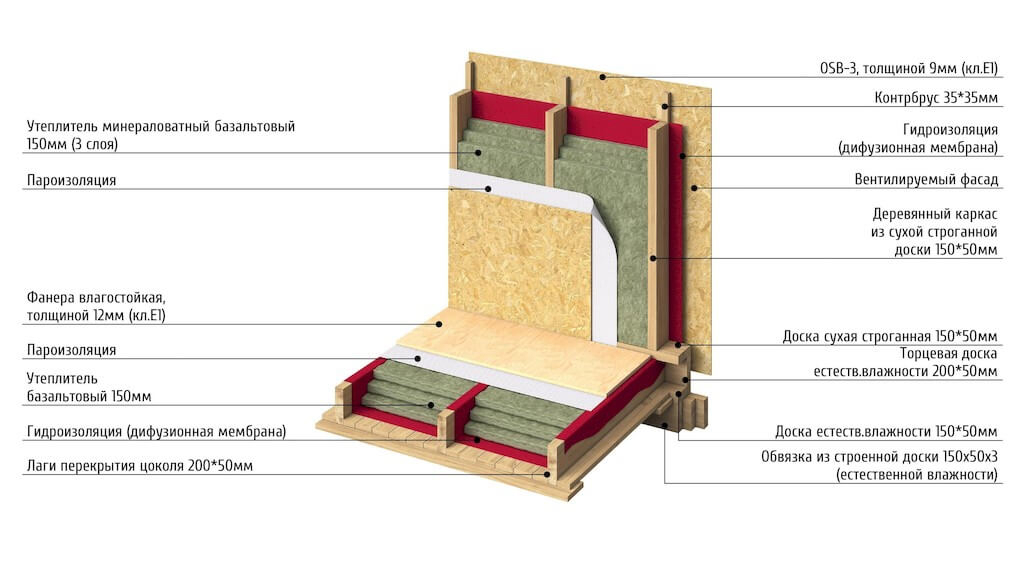 Утеплитель минераловатный базальтовый
150мм (3 слоя)
Пароизоляция
Фанера влагостойкая,
толщиной 12мм (кл.Е1)
Пароизоляция
Утеплитель
базальтовый 150мм
Гидроизоляция (дифузионная мембрана)
Лаги перекрытия цоколя 200*50мм
OSB-3, толщиной 9мм (кл.Е1)
Контрбрус 35*35мм
Гидроизоляция
(дифузионная мембрана)
Вентилируемый фасад
Деревянный каркас
из сухой строганной
доски 150*50мм
Доска сухая строганная 150*50мм
Торцевая доска
естеств.влажности 200*50мм
Доска естеств.влажности 150*50мм
Обвязка из строенной доски 150х50х3
(естественной влажности)